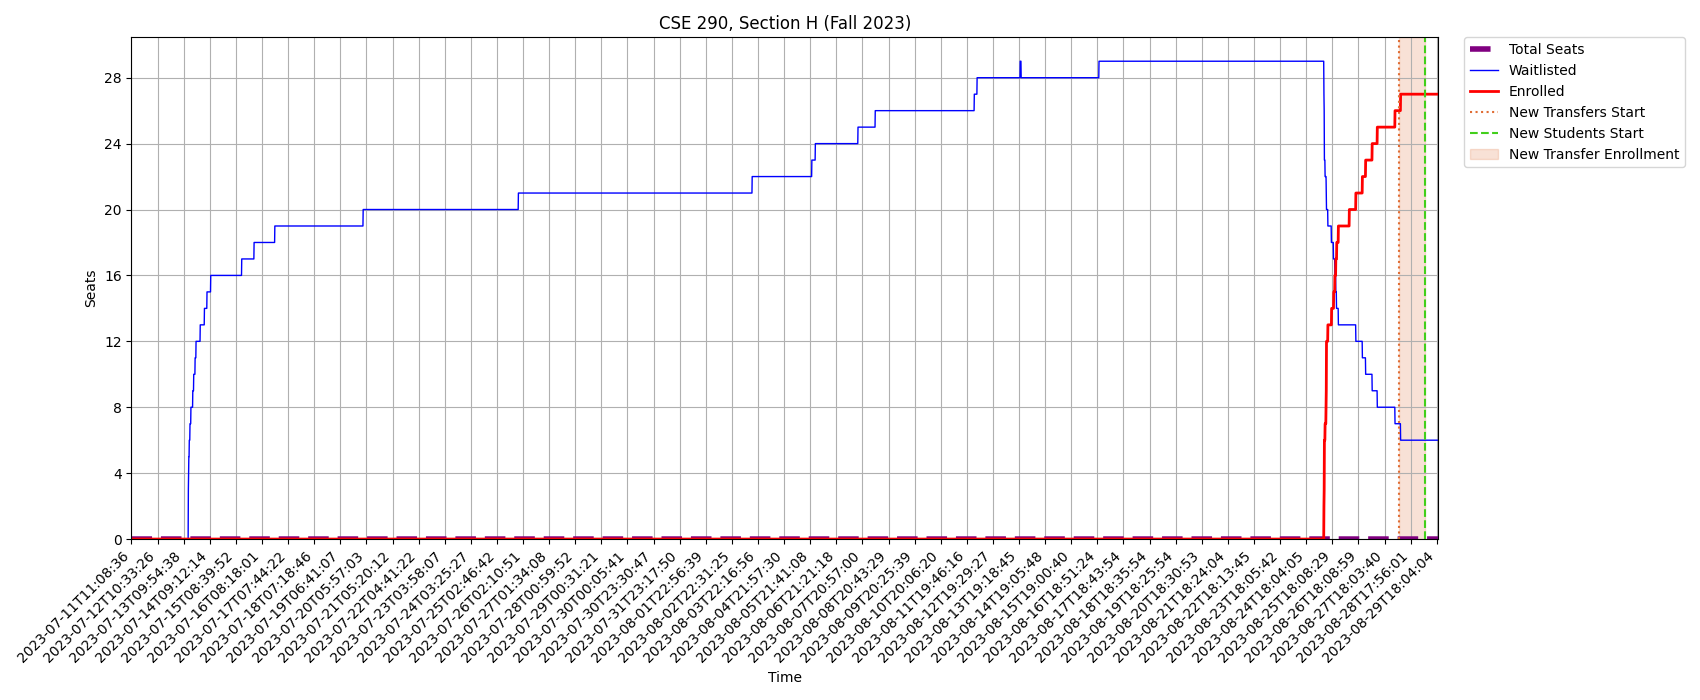 CSE 290, Section H (Fall 2023)
Seats
28
24
20
16
12
8
4
0
2023-07-11T11:08:36
2023-07-12T10:33:26
2023-07-13T09:54:38
2023-07-14T09:12:14
2023-07-15T08:39:52
2023-07-16T08:18:01
2023-07-17T07:44:22
2023-07-18T07:18:46
2023-07-19T06:41:07
2023-07-20T05:57:03
2023-07-21T05:20:12
2023-07-22T04:41:22
2023-07-23T03:58:07
2023-07-24T03:25:27
2023-07-25T02:46:42
2023-07-26T02:10:51
2023-07-27T01:34:08
2023-07-28T00:59:52
2023-07-29T00:31:21
2023-07-30T00:05:41
2023-07-30T23:30:47
2023-07-31T23:17:50
2023-08-01T22:56:39
2023-08-02T22:31:25
2023-08-03T22:16:56
2023-08-04T21:57:30
2023-08-05T21:41:08
2023-08-06T21:21:18
2023-08-07T20:57:00
2023-08-08T20:43:29
2023-08-09T20:25:39
2023-08-10T20:06:20
2023-08-11T19:46:16
2023-08-12T19:29:27
2023-08-13T19:18:45
2023-08-14T19:05:48
2023-08-15T19:00:40
2023-08-16T18:51:24
2023-08-17T18:43:54
2023-08-18T18:35:54
2023-08-19T18:25:54
2023-08-20T18:30:53
2023-08-21T18:24:04
2023-08-22T18:13:45
2023-08-23T18:05:42
2023-08-24T18:04:05
2023-08-25T18:08:29
2023-08-26T18:08:59
2023-08-27T18:03:40
2023-08-28T17:56:01
2023-08-29T18:04:04
Time
Total Seats
Waitlisted
Enrolled
New Transfers Start
New Students Start
New Transfer Enrollment